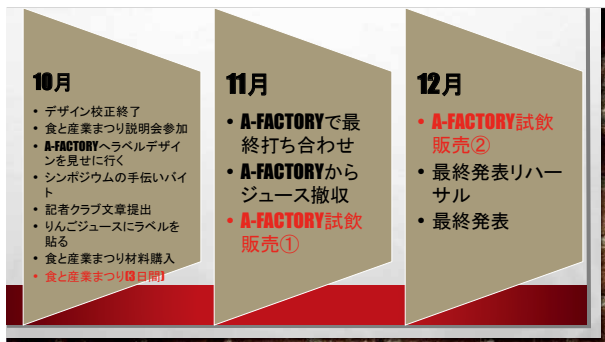 10月
• デザイン校正終了
• 食と産業まつり説明会参加
• A-FACTORYへラベルデザイ
ンを見せに行く
• シンポジウムの手伝いバイ
ト
• 記者クラブ文章提出
• りんごジュースにラベルを
貼る
• 食と産業まつり材料購入
• 食と産業まつり(3日間)
11月
• A-FACTORYで最
終打ち合わせ
• A-FACTORYから
ジュース撤収
• A-FACTORY試飲
販売①
12月
• A-FACTORY試飲
販売②
• 最終発表リハー
サル
• 最終発表